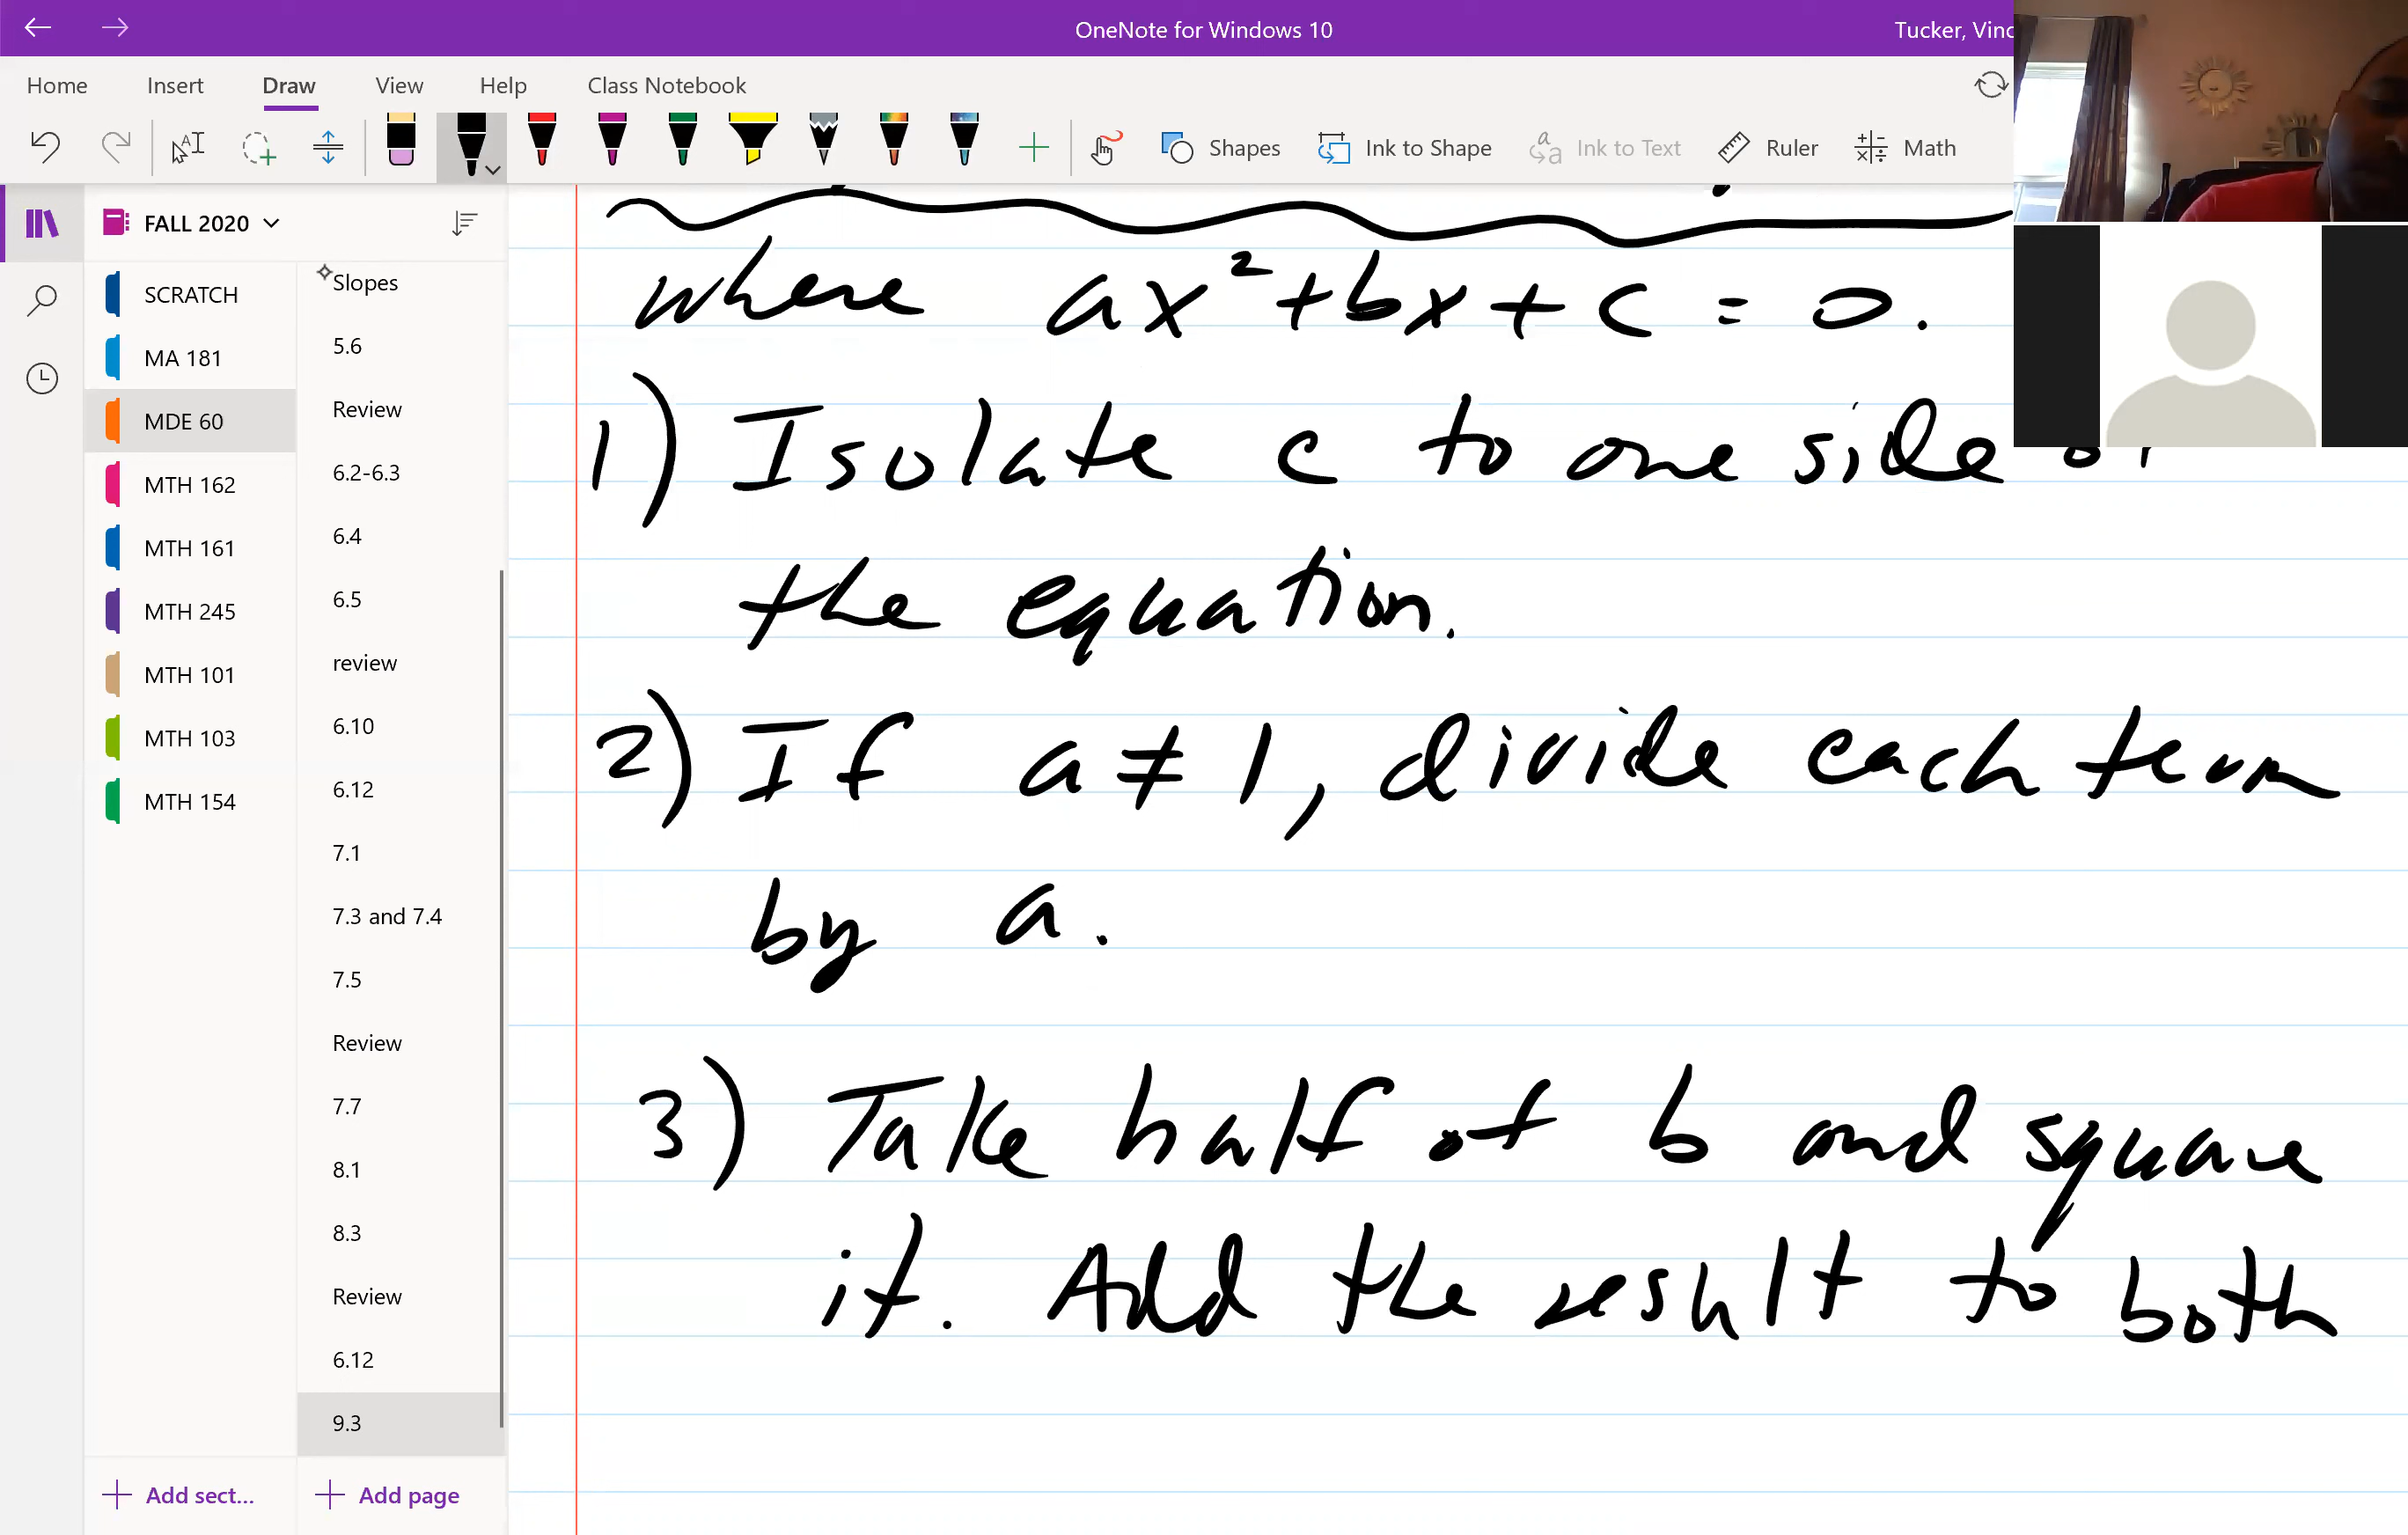 OneNote for Windows 10
Tucker, Vinc
Home Insert Draw View Help Class Notebook
Shapes Ink to Shape Ink to Text Ruler Math
FALL 2020
SCRATCH
MA 181
MDE 60
MTH 162
MTH 161
MTH 245
MTH 101
MTH 103
MTH 154
Add sect...
Slopes
5.6
Review
6.2-6.3
6.4
6.5
review
6.10
6.12
7.1
7.3 and 7.4
7.5
Review
7.7
8.1
8.3
Review
6.12
9.3
Add page
where ax² + bx + c = 0.
1) Isolate c to one side of
the equation.
2) If a ≠ 1, divide each term
by a.
3) Take half of b and square
it. Add the result to both